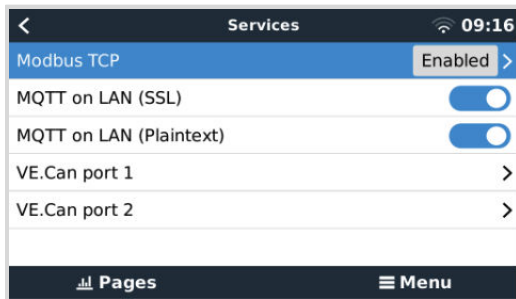 Services 09:16
Modbus TCP Enabled
MQTT on LAN (SSL)
MQTT on LAN (Plaintext)
VE.Can port 1
VE.Can port 2
Pages Menu